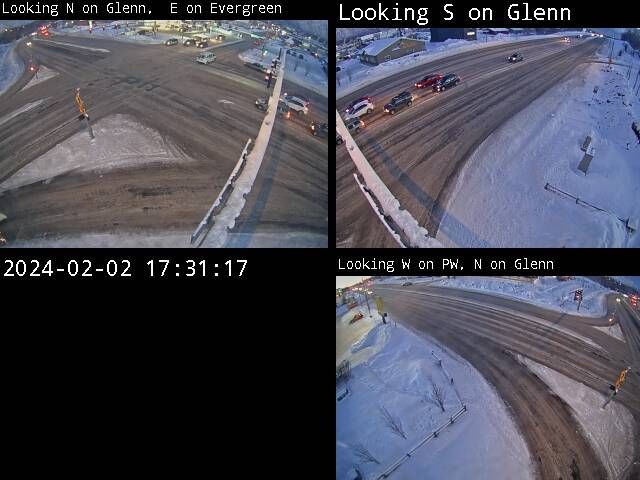 Looking N on Glenn,  E on Evergreen
Looking S on Glenn
2024-02-02 17:31:17
Looking W on PW, N on Glenn